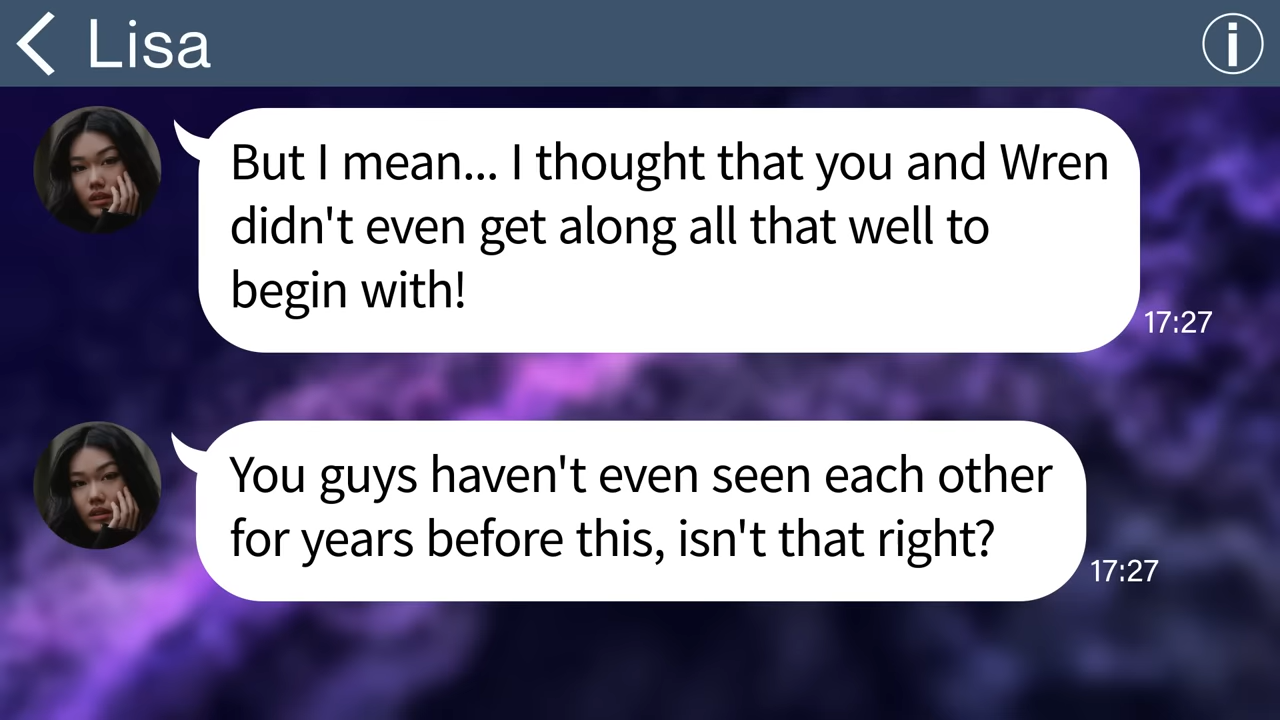 Lisa
But I mean... I thought that you and Wren
didn't even get along all that well to
begin with!
17:27
You guys haven't even seen each other
for years before this, isn't that right?
17:27